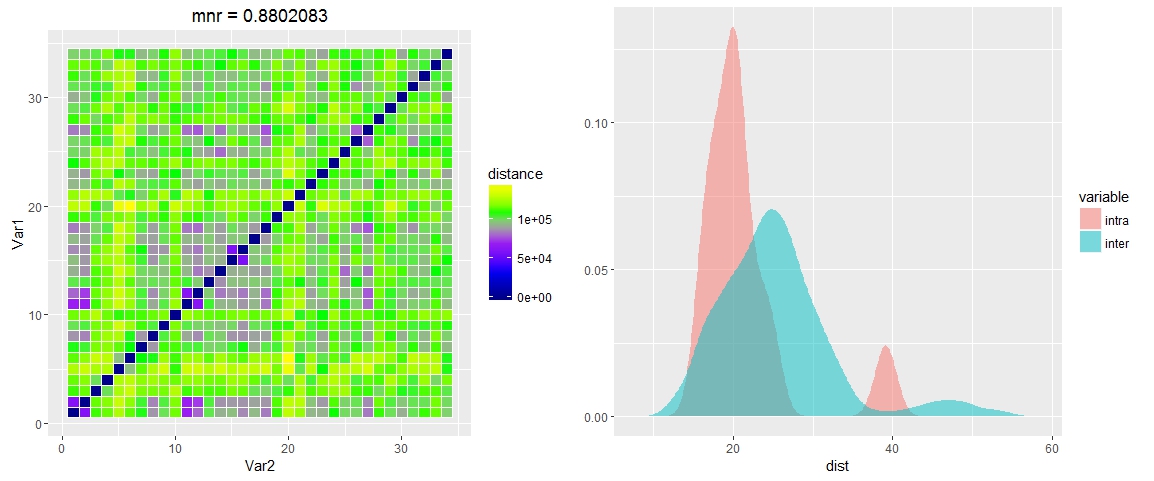 mnr = 0.8802083
30
20
10
0
Var1
0
10
20
30
Var2
distance
1e+05
5e+04
0e+00
0.10
0.05
0.00
20
40
60
dist
variable
intra
inter